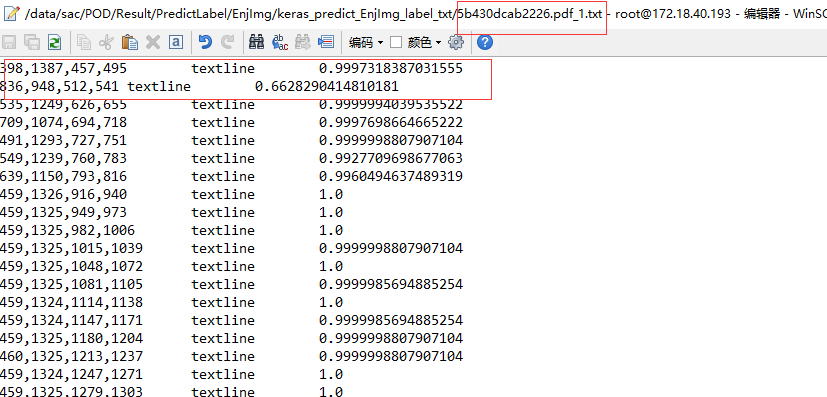 /data/sac/POD/Result/PredictLabel/EnjImg/keras_predict_EnjImg_label_txt/5b430dcab2226.pdf_1.txt - root@172.18.40.193 - 编辑器 - WinSC
编码 颜色
398,1387,457,495 textline 0.9997318387031555
836,948,512,541 textline 0.6628290414810181
535,1249,626,655 textline 0.9999994039535522
709,1074,694,718 textline 0.9997698664665222
491,1293,727,751 textline 0.9999998807907104
549,1239,760,783 textline 0.9927709698677063
639,1150,793,816 textline 0.9960494637489319
459,1326,916,940 textline 1.0
459,1325,949,973 textline 1.0
459,1325,982,1006 textline 1.0
459,1325,1015,1039 textline 0.9999998807907104
459,1325,1048,1072 textline 1.0
459,1325,1081,1105 textline 0.9999985694885254
459,1324,1114,1138 textline 1.0
459,1324,1147,1171 textline 0.9999985694885254
459,1325,1180,1204 textline 0.9999998807907104
460,1325,1213,1237 textline 0.9999998807907104
459,1324,1247,1271 textline 1.0
459,1325,1279,1303 textline 1.0